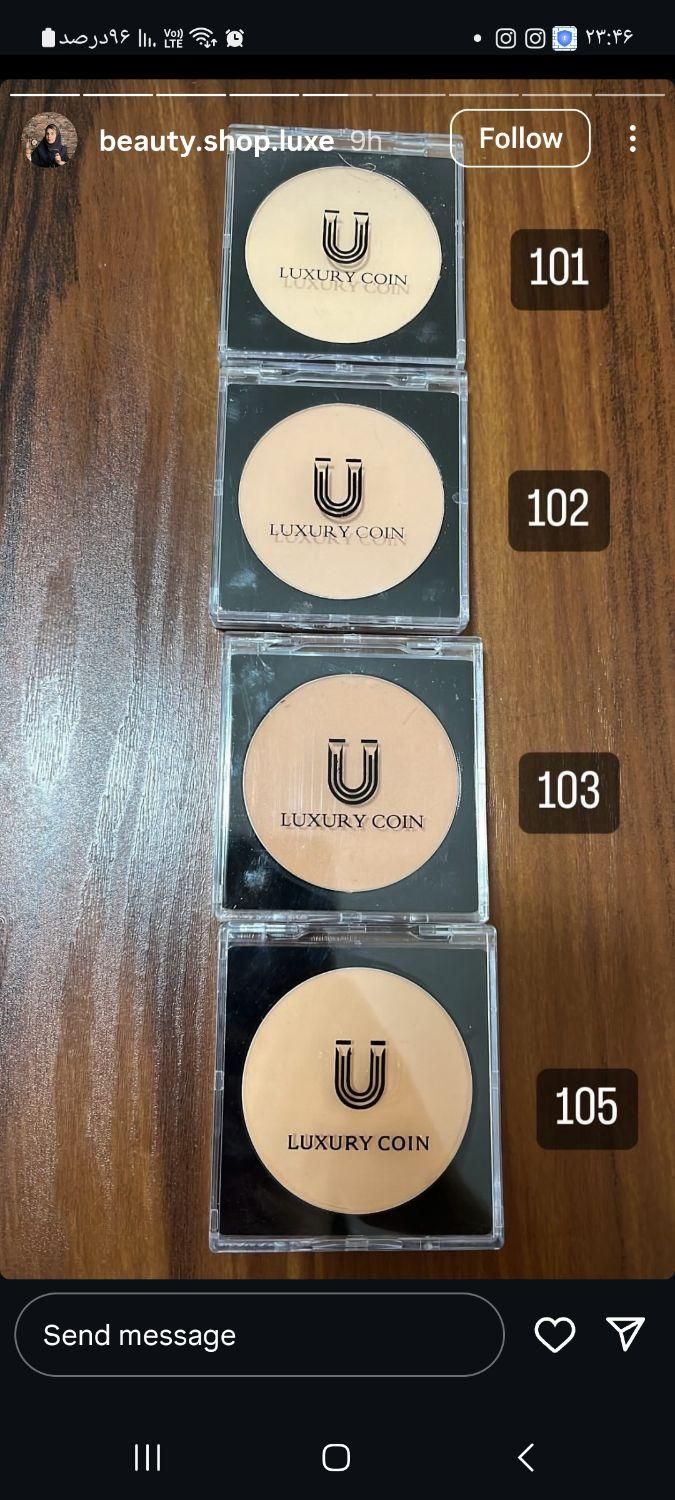 ۹۶درصد Vo) LTE ۲۳:۴۶
beauty.shop.luxe 9h Follow
U
LUXURY COIN
101
U
LUXURY COIN
102
U
LUXURY COIN
103
U
LUXURY COIN
105
Send message